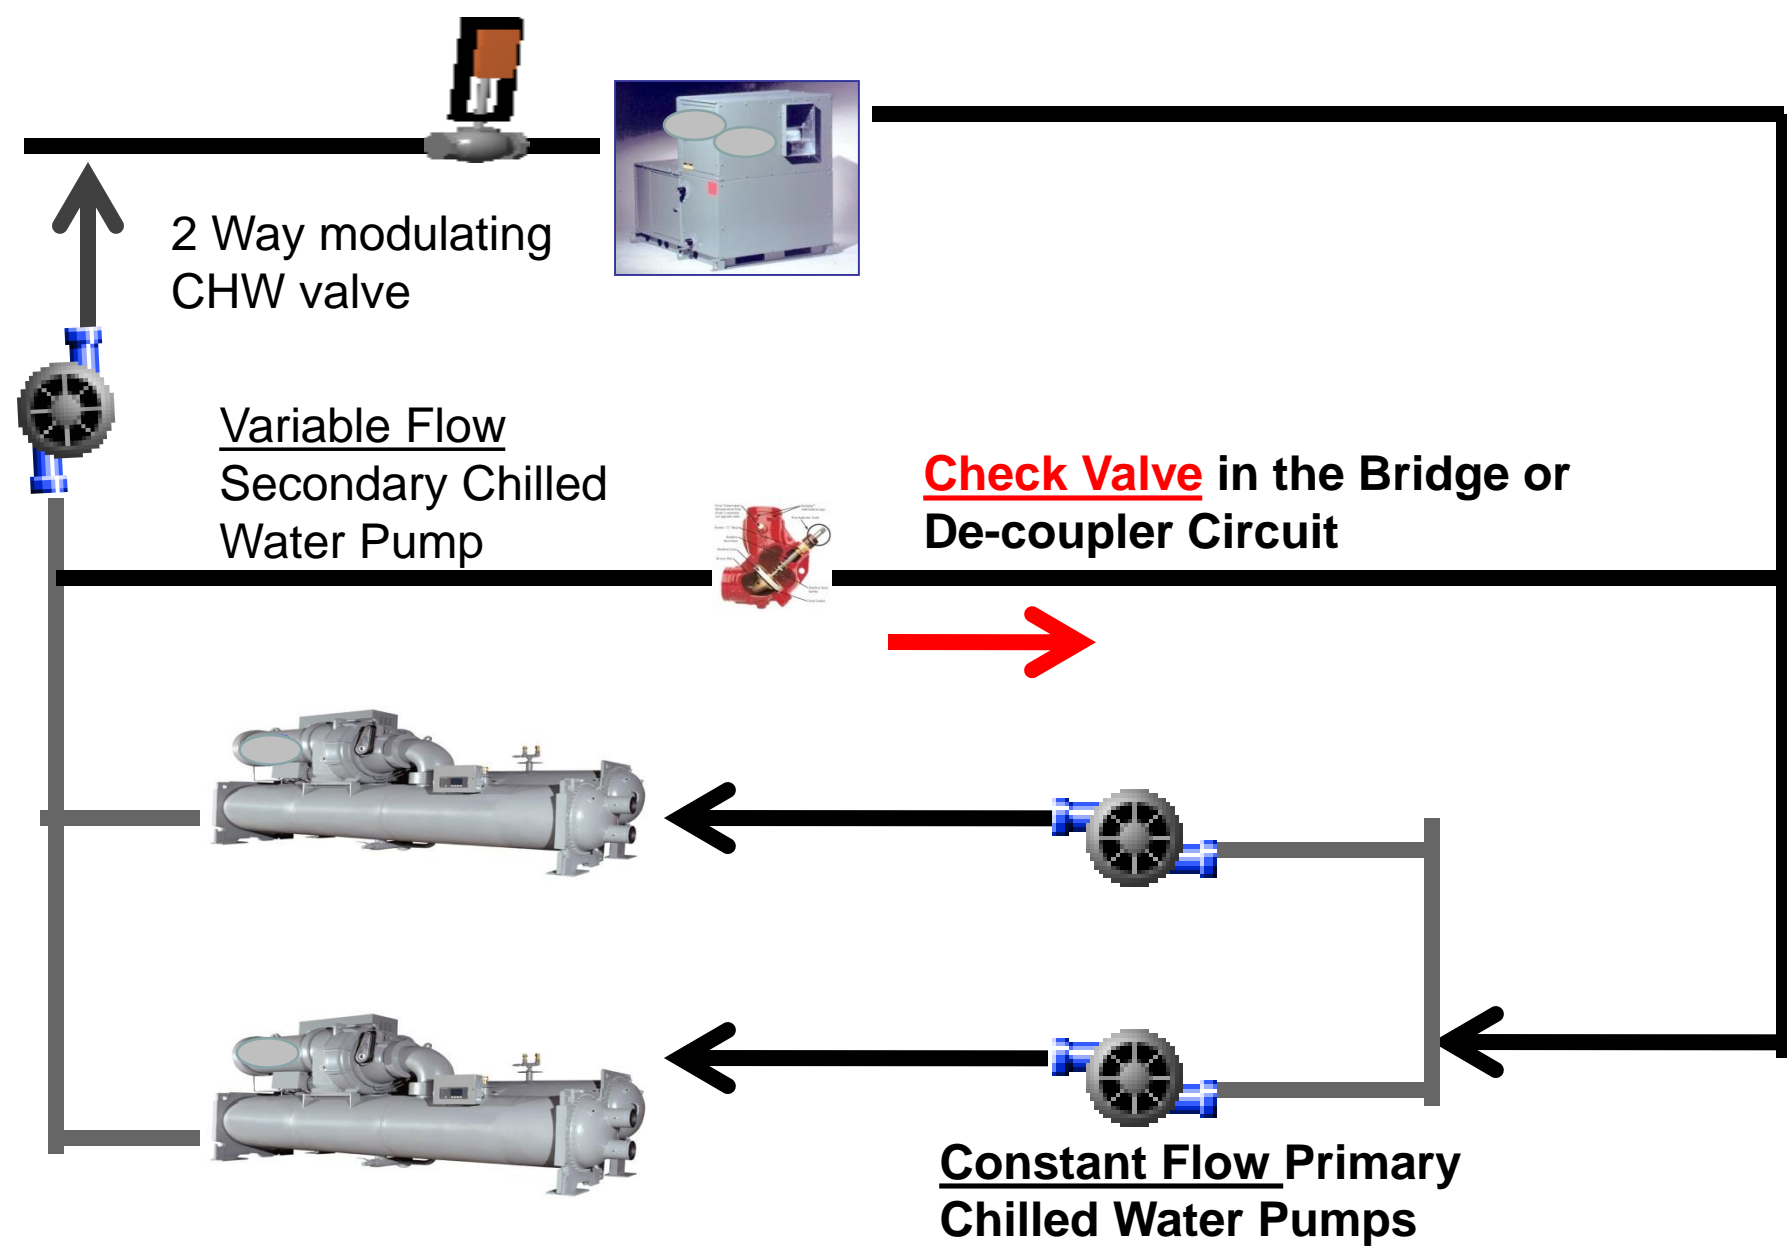 2 Way modulating
CHW valve
Variable Flow
Secondary Chilled
Water Pump
Check Valve in the Bridge or
De-coupler Circuit
Constant Flow Primary
Chilled Water Pumps